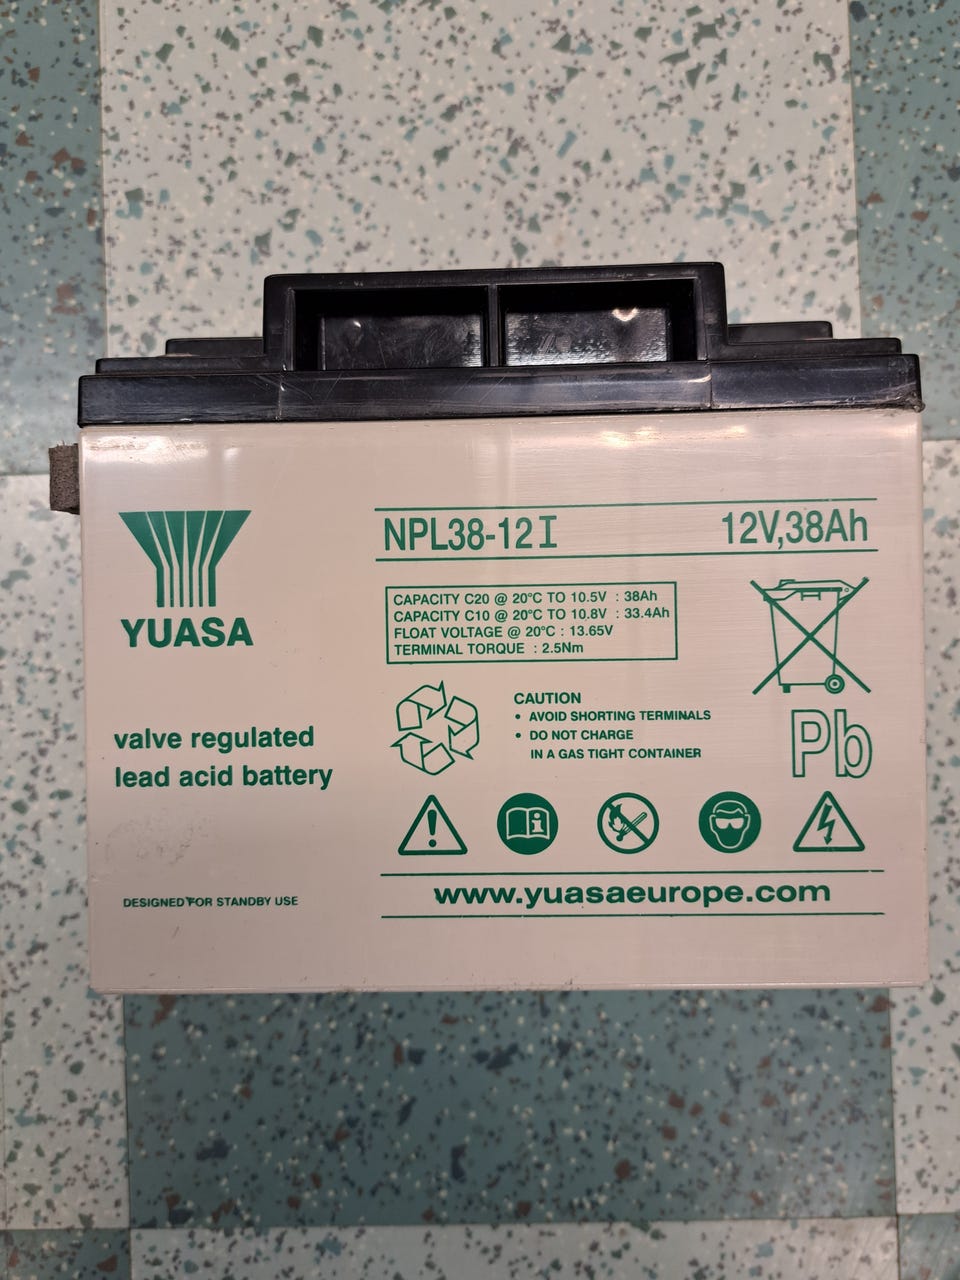 NPL38-12I 12V,38Ah
CAPACITY C20 @ 20°C TO 10.5V : 38Ah
CAPACITY C10 @ 20°C TO 10.8V : 33.4Ah
FLOAT VOLTAGE @ 20°C : 13.65V
TERMINAL TORQUE : 2.5Nm
YUASA
valve regulated
lead acid battery
CAUTION
• AVOID SHORTING TERMINALS
• DO NOT CHARGE
IN A GAS TIGHT CONTAINER
Pb
DESIGNED FOR STANDBY USE
www.yuasaeurope.com